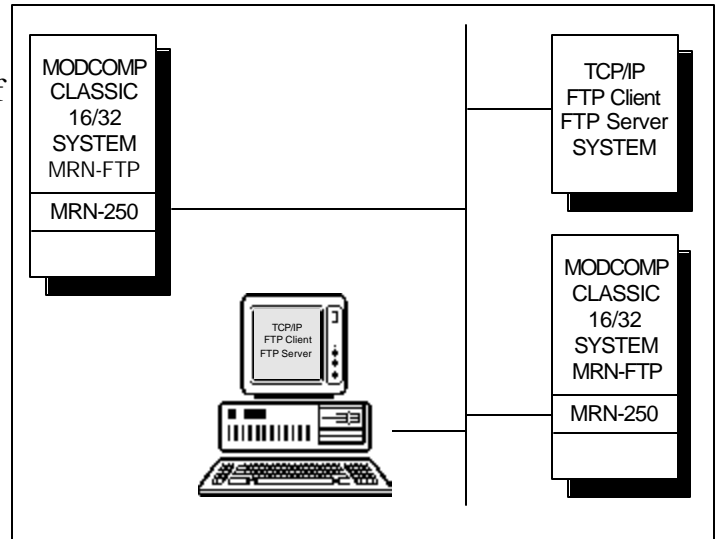 f
MODCOMP
CLASSIC
16/32
SYSTEM
MRN-FTP
MRN-250
TCP/IP
FTP Client
FTP Server
SYSTEM
TCP/IP
FTP Client
FTP Server
MODCOMP
CLASSIC
16/32
SYSTEM
MRN-FTP
MRN-250